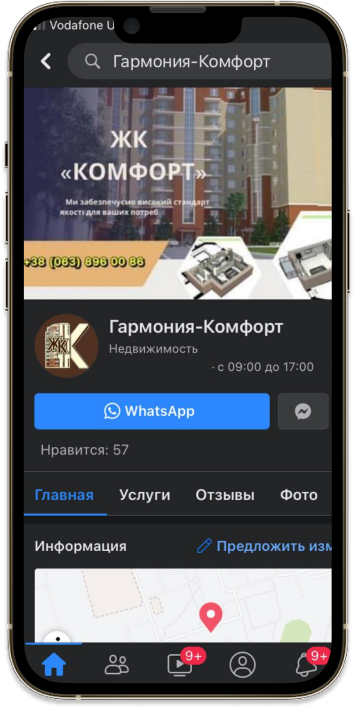 Vodafone U
Гармония-Комфорт
ЖК
«КОМФОРТ»
Ми забезпечуємо високий стандарт
якості для ваших потреб.
+38 (063) 896 00 86
ЖК
Гармония-Комфорт
Недвижимость
· с 09:00 до 17:00
WhatsApp
Нравится: 57
Главная Услуги Отзывы Фото
Информация Предложить изм
9+ 9+